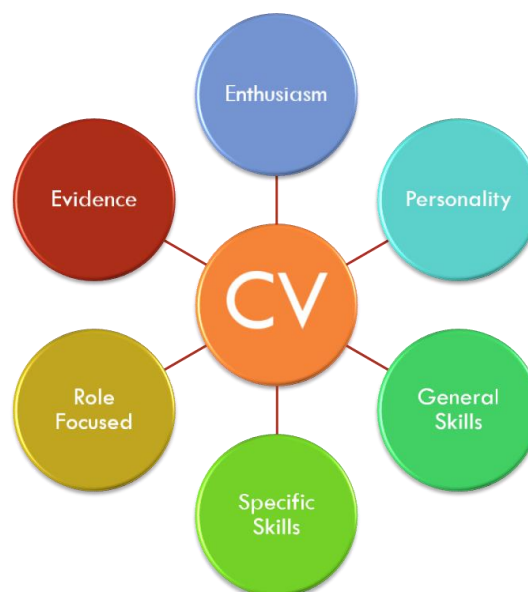 Enthusiasm
Evidence
Personality
CV
Role
Focused
General
Skills
Specific
Skills